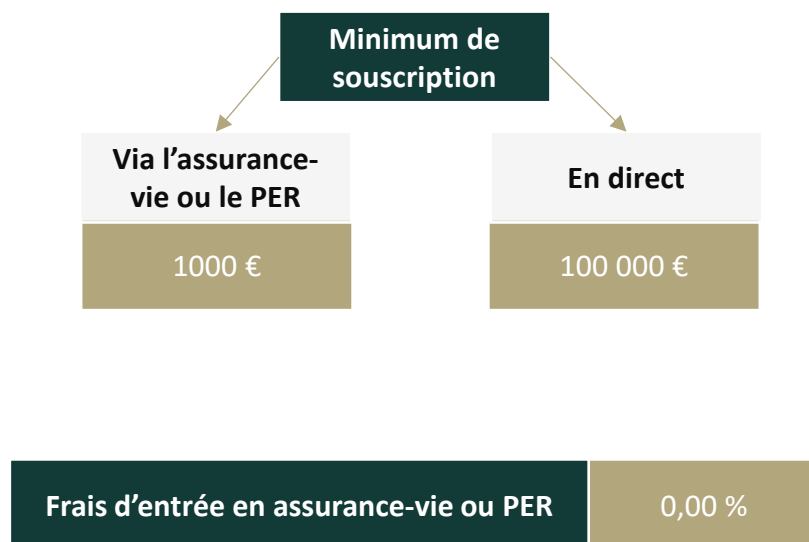 Minimum de
souscription
Via l’assurance-
vie ou le PER
En direct
1000 €
100 000 €
Frais d’entrée en assurance-vie ou PER
0,00 %